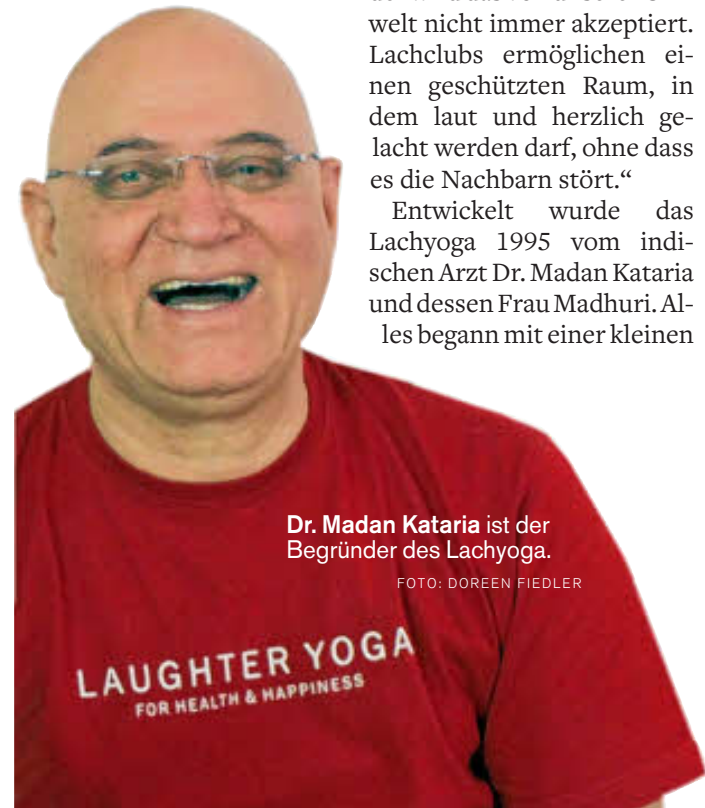 welt nicht immer akzeptiert.
Lachclubs ermöglichen ei-
nen geschützten Raum, in
dem laut und herzlich ge-
lacht werden darf, ohne dass
es die Nachbarn stört.“
Entwickelt wurde das
Lachyoga 1995 vom indi-
schen Arzt Dr. Madan Kataria
und dessen Frau Madhuri. Al-
les begann mit einer kleinen
Dr. Madan Kataria ist der
Begründer des Lachyoga.
FOTO: DOREEN FIEDLER
LAUGHTER YOGA
FOR HEALTH & HAPPINESS